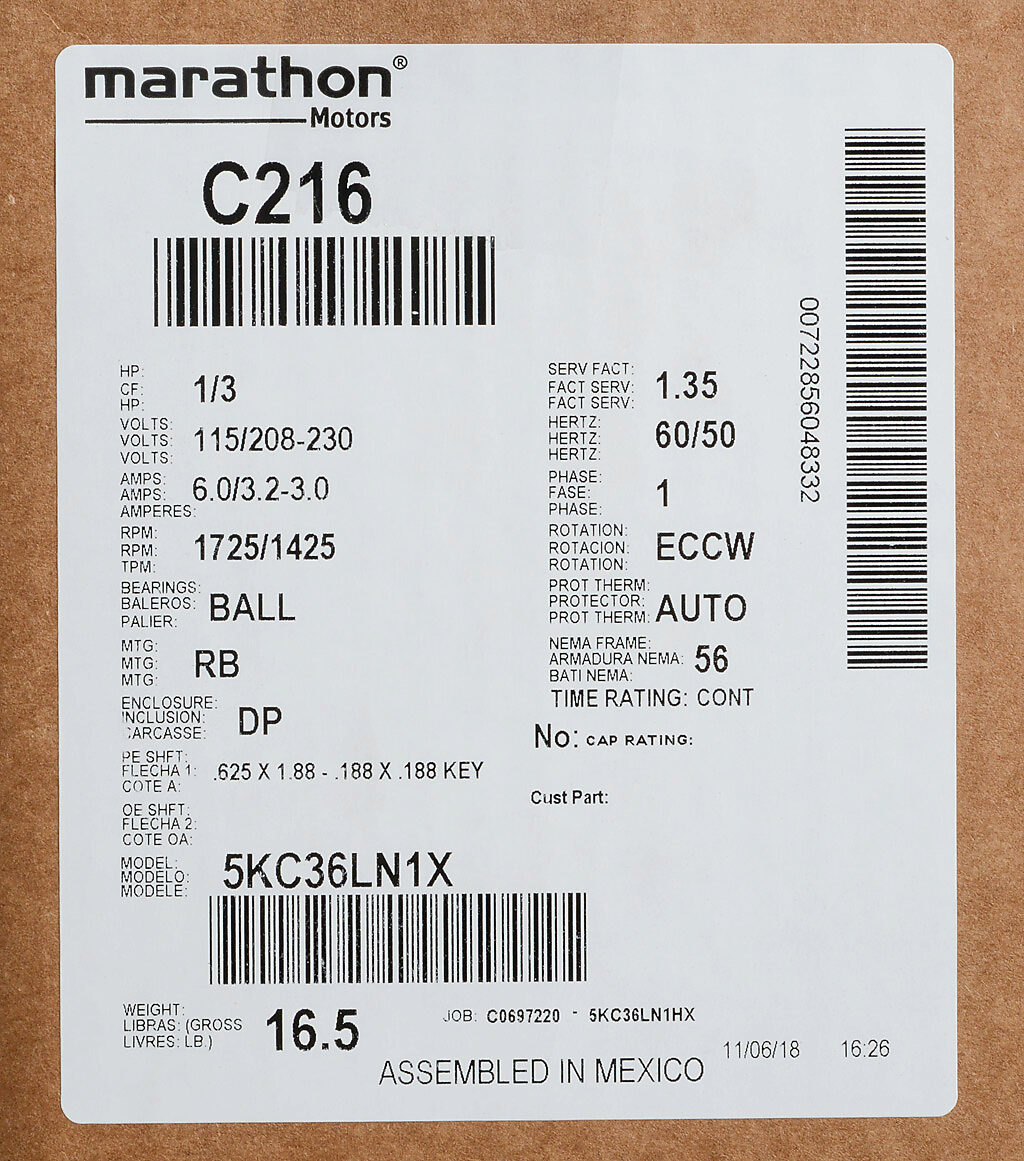 marathon®
Motors
C216
HP:
CF:
HP:
1/3
VOLTS:
VOLTS:
VOLTS:
115/208-230
AMPS:
AMPS:
AMPERES:
6.0/3.2-3.0
RPM:
RPM:
TPM:
1725/1425
BEARINGS:
BALEROS:
PALIER:
BALL
MTG:
MTG:
MTG:
RB
ENCLOSURE:
INCLUSION:
CARCASSE:
DP
PE SHFT:
FLECHA 1:
COTE A:
.625 X 1.88 - .188 X .188 KEY
OE SHFT:
FLECHA 2:
COTE OA:
MODEL:
MODELO:
MODELE:
5KC36LN1X
SERV FACT:
FACT SERV:
FACT SERV:
1.35
HERTZ:
HERTZ:
HERTZ:
60/50
PHASE:
FASE:
PHASE:
1
ROTATION:
ROTACION:
ROTATION:
ECCW
PROT THERM:
PROTECTOR:
PROT THERM:
AUTO
NEMA FRAME:
ARMADURA NEMA:
BATI NEMA:
56
TIME RATING: CONT
No: CAP RATING:
Cust Part:
00722856048332
WEIGHT:
LIBRAS: (GROSS
LIVRES: LB.)
16.5
JOB: C0697220 - 5KC36LN1HX
11/06/18 16:26
ASSEMBLED IN MEXICO